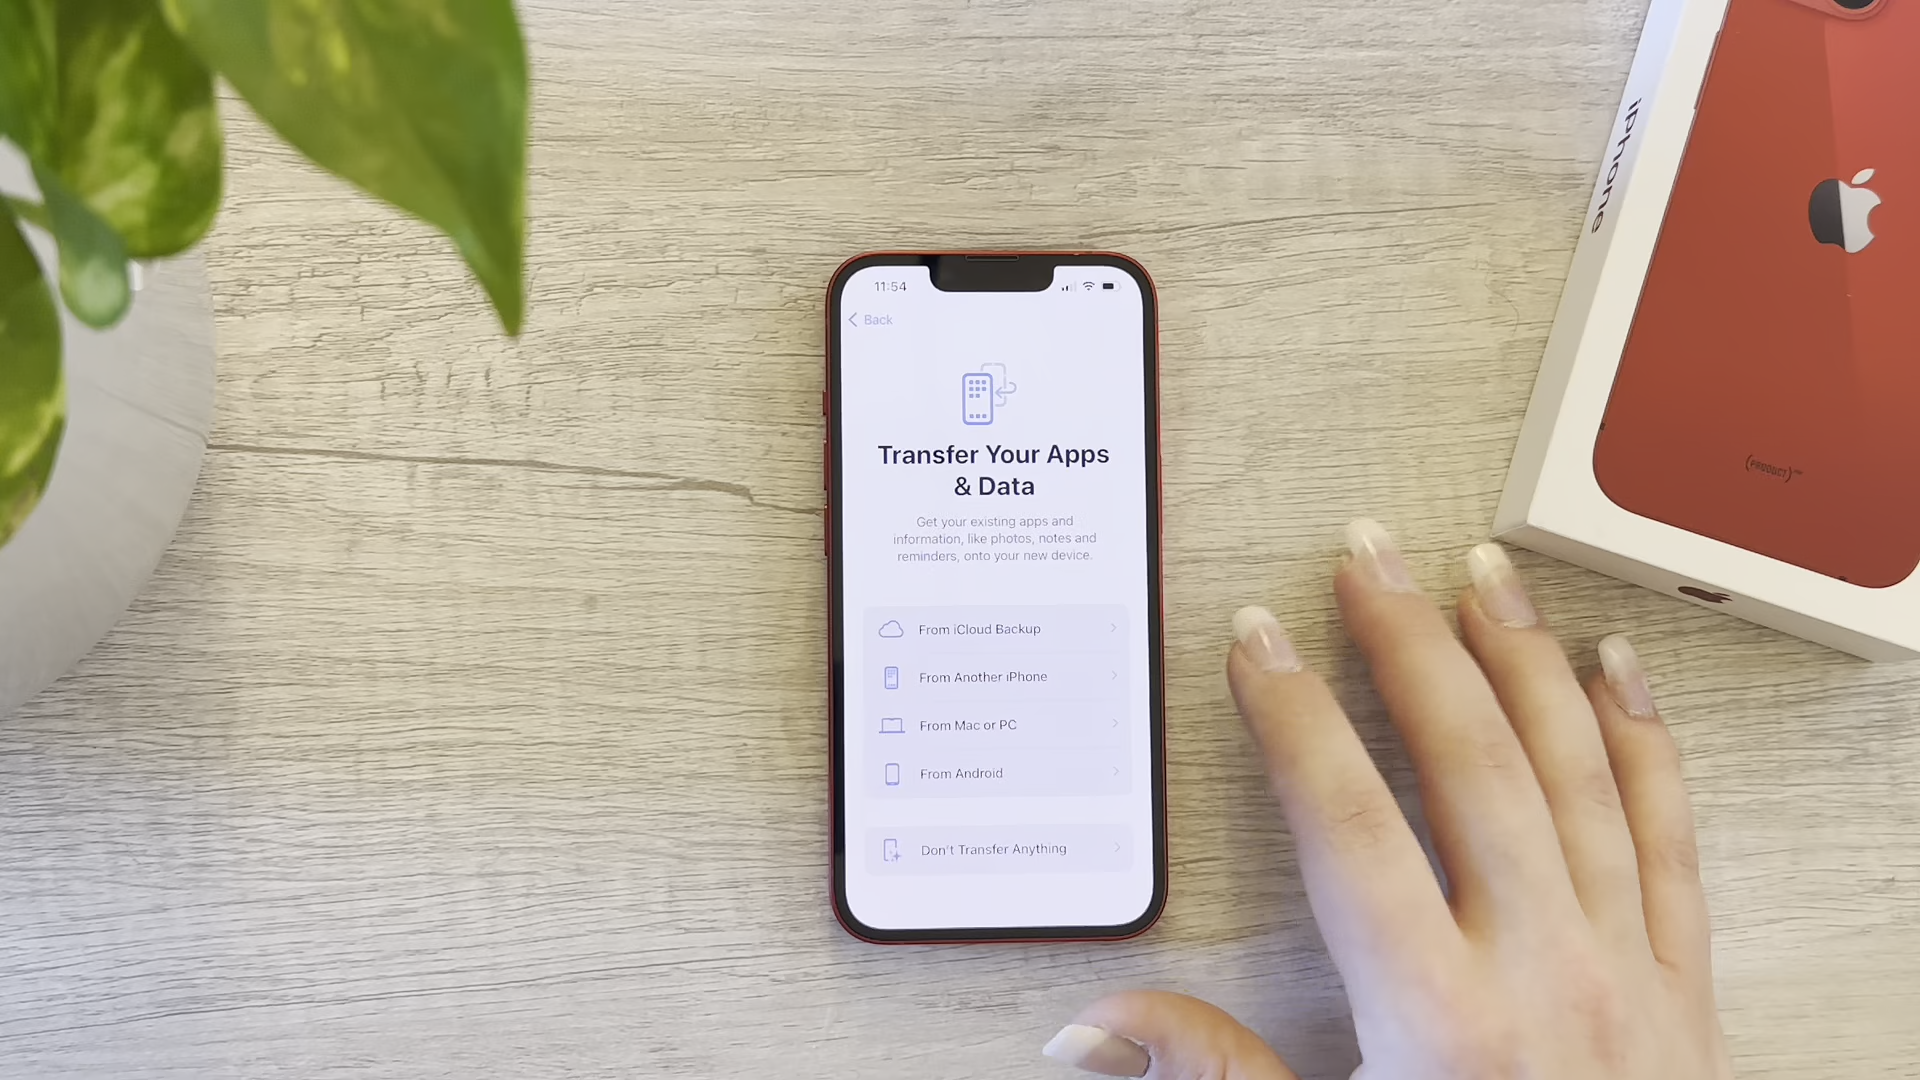 11:54
Back
Transfer Your Apps
& Data
Get your existing apps and
information, like photos, notes and
reminders, onto your new device.
From iCloud Backup
From Another iPhone
From Mac or PC
From Android
Don't Transfer Anything
iPhone
(PRODUCT)